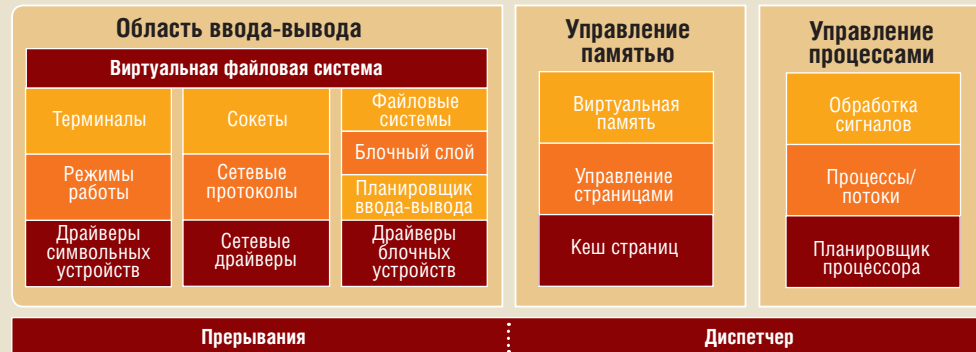 Область ввода-вывода
Виртуальная файловая система
Терминалы
Режимы
работы
Драйверы
символьных
устройств
Сокеты
Сетевые
протоколы
Сетевые
драйверы
Файловые
системы
Блочный слой
Планировщик
ввода-вывода
Драйверы
блочных
устройств
Управление
памятью
Виртуальная
память
Управление
страницами
Кеш страниц
Управление
процессами
Обработка
сигналов
Процессы/
потоки
Планировщик
процессора
Прерывания
Диспетчер